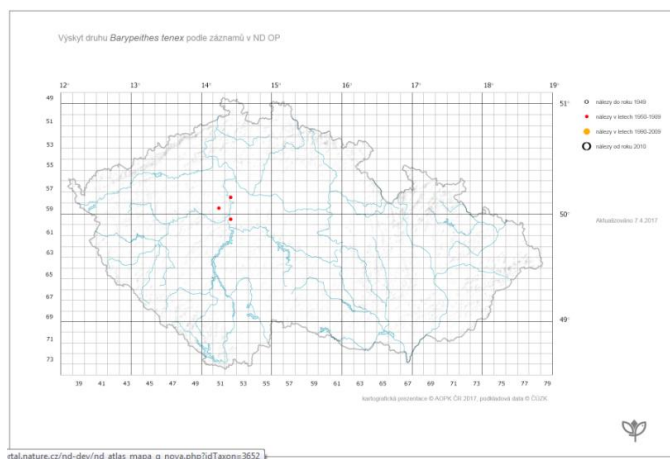 Výskyt druhu Barypeithes tenex podle záznamů v ND OP
12° 13° 14° 15° 16° 17° 18° 19°
49 51°
51
53
55
57
59 50°
61
63
65
67
69 49°
71
73
39 41 43 45 47 49 51 53 55 57 59 61 63 65 67 69 71 73 75 77 79
nálezy do roku 1949
nálezy v letech 1950-1989
nálezy v letech 1990-2009
nálezy od roku 2010
Aktualizováno 7.4.2017
kartografická prezentace © AOPK ČR 2017, podkladová data © ČÚZK
rtal.nature.cz/nd-dev/nd_atlas_mapa_g_nova.php?idTaxon=3652